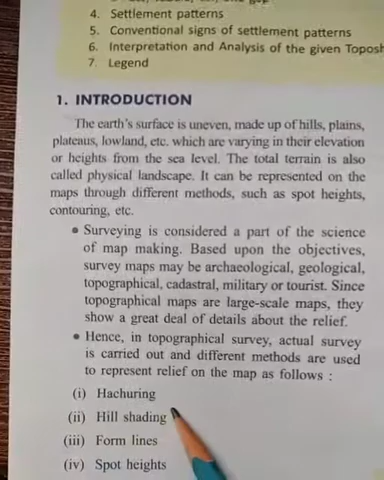 4. Settlement patterns
5. Conventional signs of settlement patterns
6. Interpretation and Analysis of the given
7. Legend
1. INTRODUCTION
The earth's surface is uneven, made up of hills, plains,
plateaus, lowland, etc. which are varying in their elevation
or heights from the sea level. The total terrain is also
called physical landscape. It can be represented on the
maps through different methods, such as spot heights,
contouring, etc.
• Surveying is considered a part of the science
of map making. Based upon the objectives,
survey maps may be archaeological, geological,
topographical, cadastral, military or tourist. Since
topographical maps are large-scale maps, they
show a great deal of details about the relief.
• Hence, in topographical survey, actual survey
is carried out and different methods are used
to represent relief on the map as follows :
(i) Hachuring
(ii) Hill shading
(iii) Form lines
(iv) Spot heights